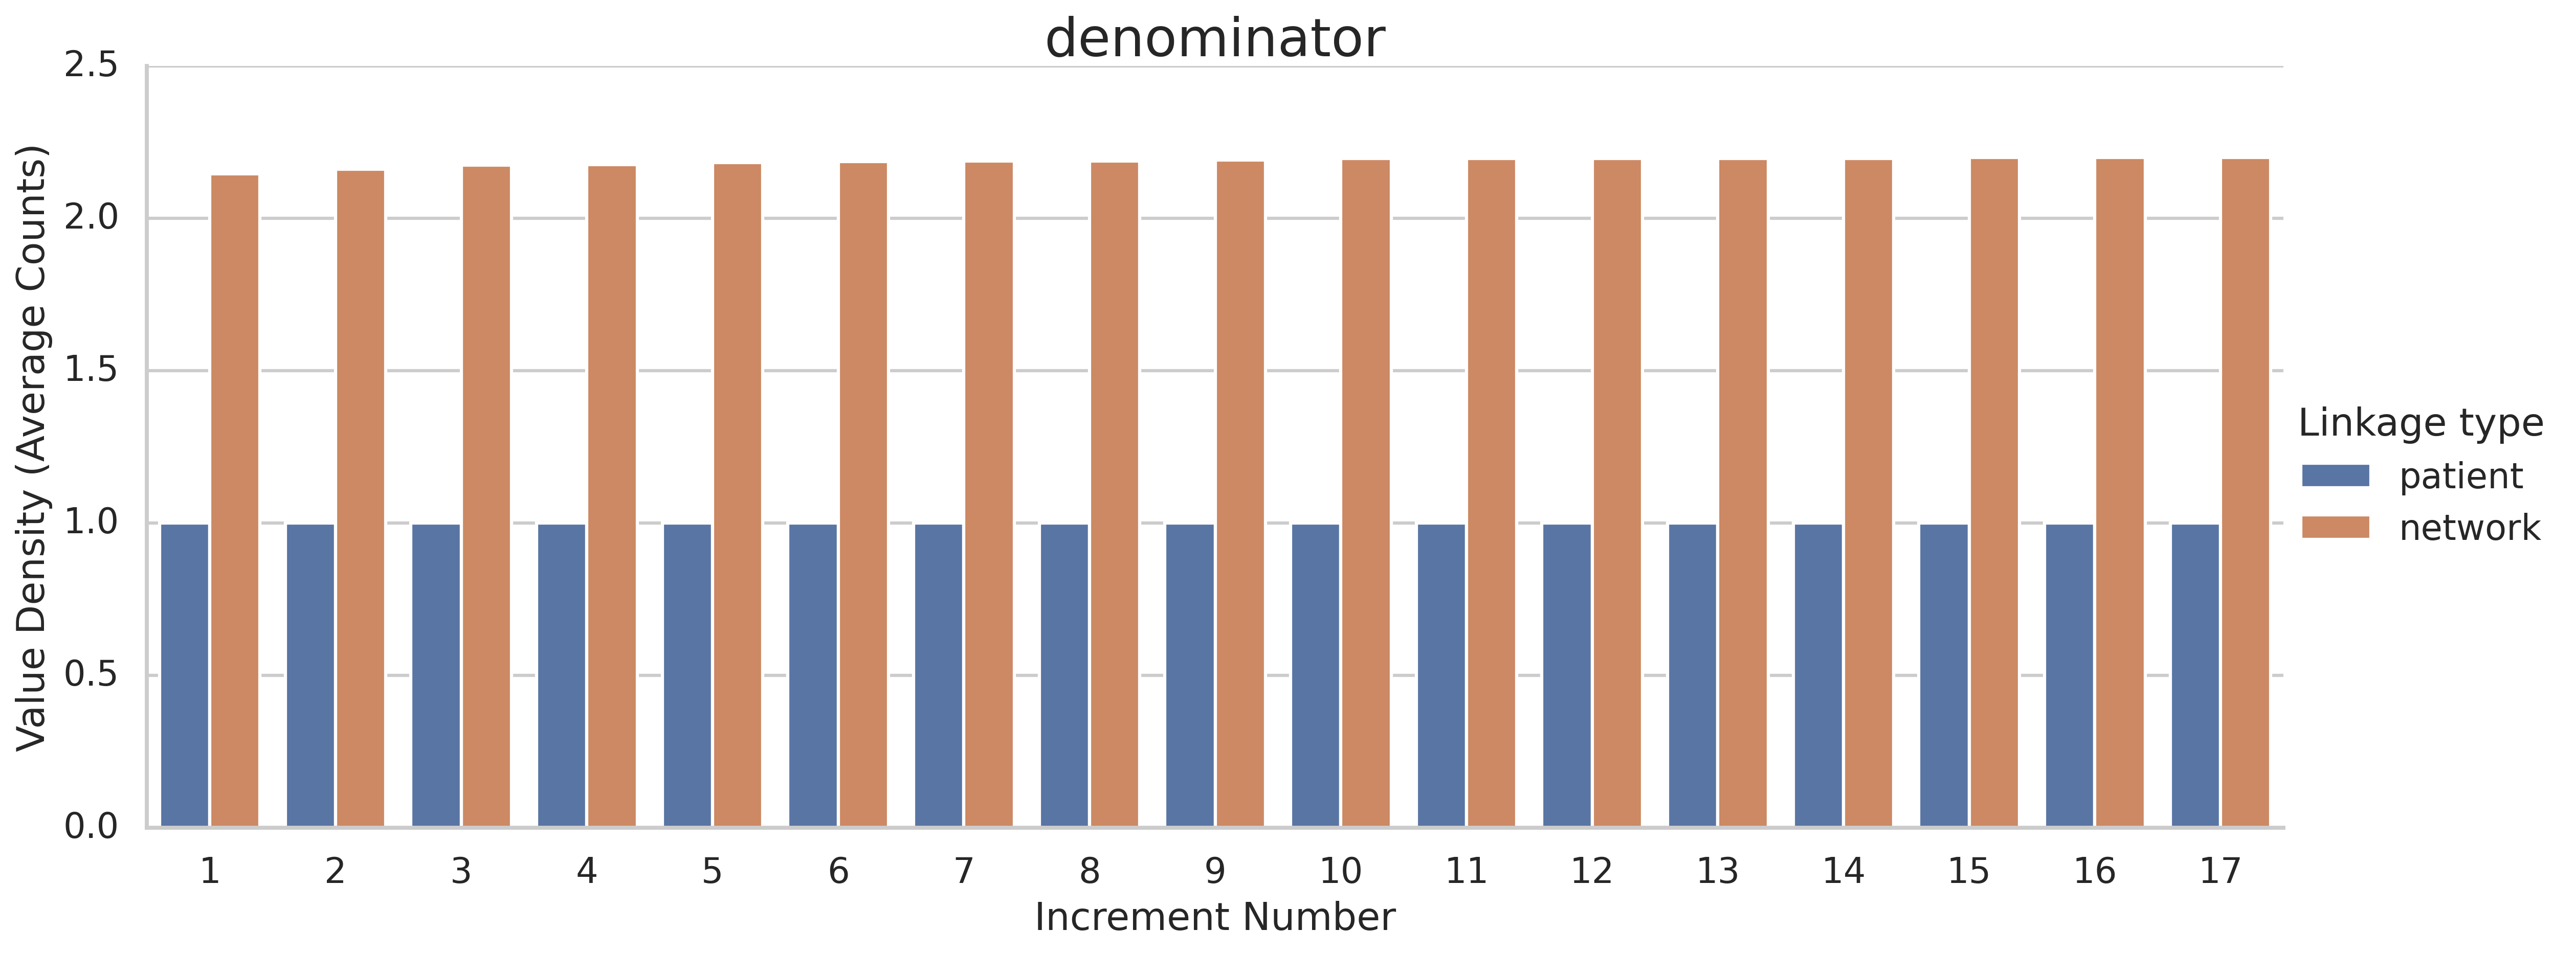 denominator
Value Density (Average Counts)
2.5
2.0
1.5
1.0
0.5
0.0
1 2 3 4 5 6 7 8 9 10 11 12 13 14 15 16 17
Increment Number
Linkage type
patient
network